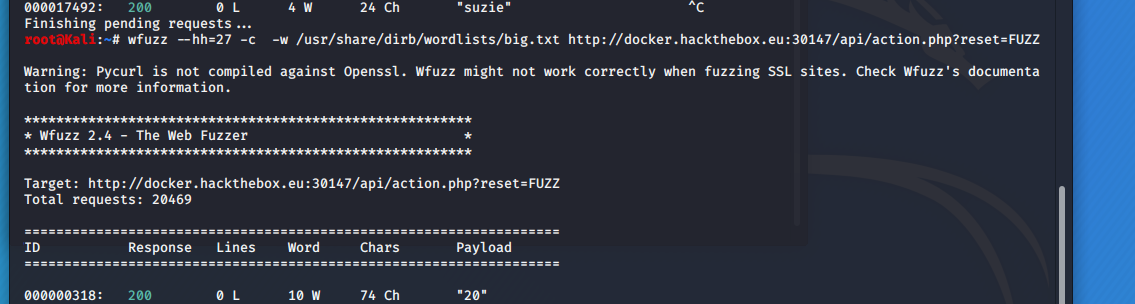 000017492:   200        0 L      4 W      24 Ch       "suzie"                      ^C
Finishing pending requests...
root@Kali:~# wfuzz --hh=27 -c  -w /usr/share/dirb/wordlists/big.txt http://docker.hackthebox.eu:30147/api/action.php?reset=FUZZ
Warning: Pycurl is not compiled against Openssl. Wfuzz might not work correctly when fuzzing SSL sites. Check Wfuzz's documenta
tion for more information.
********************************************************
* Wfuzz 2.4 - The Web Fuzzer                           *
********************************************************
Target: http://docker.hackthebox.eu:30147/api/action.php?reset=FUZZ
Total requests: 20469
===================================================================
ID           Response   Lines    Word     Chars       Payload
===================================================================
000000318:   200        0 L      10 W     74 Ch       "20"